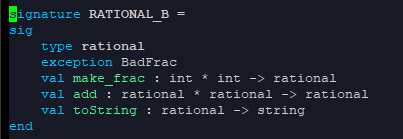 signature RATIONAL_B =
sig
    type rational
    exception BadFrac
    val make_frac : int * int -> rational
    val add : rational * rational -> rational
    val toString : rational -> string
end